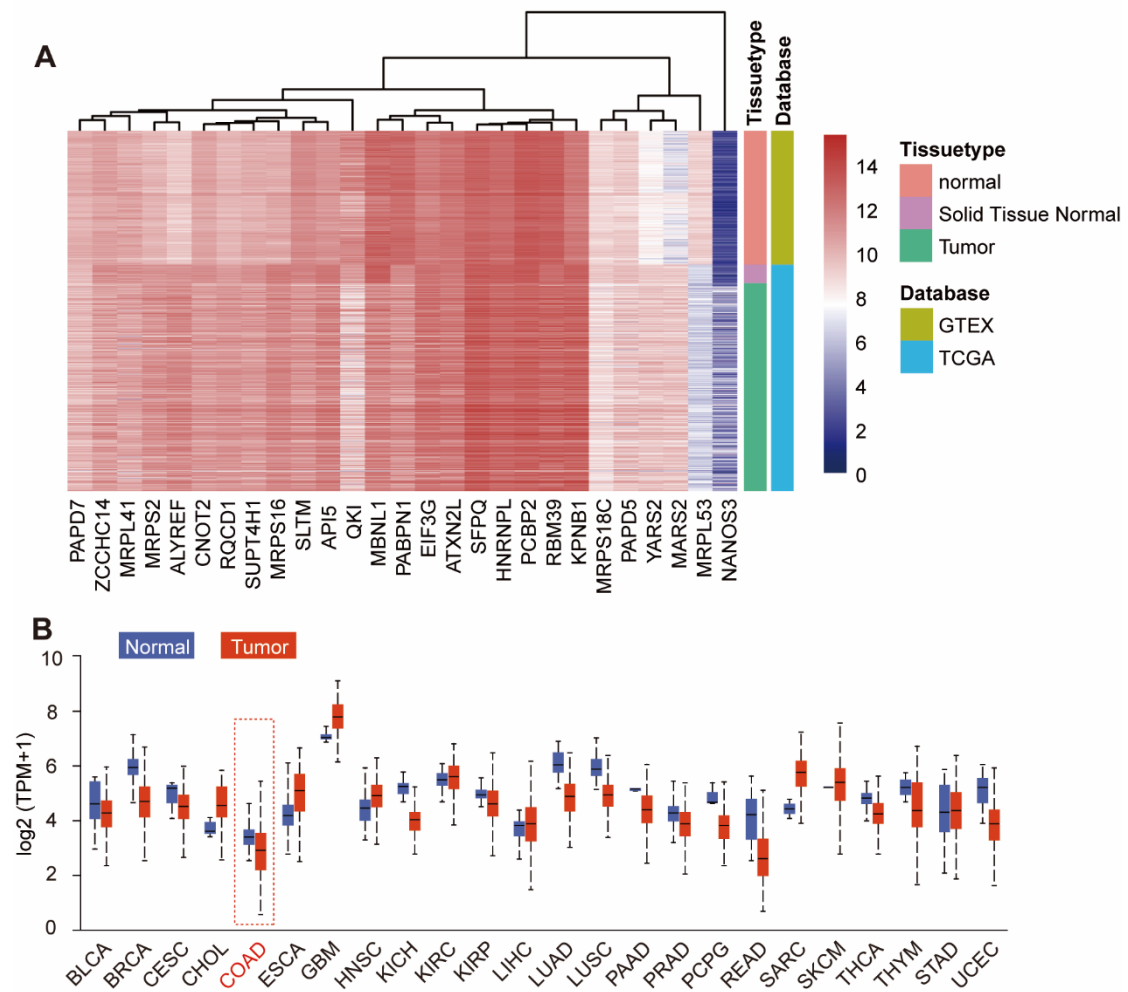 A
Tissuetype
Database
14
12
10
8
6
4
2
0
Tissuetype
normal
Solid Tissue Normal
Tumor
Database
GTEX
TCGA
PAPD7
ZCCHC14
MRPL41
MRPS2
ALYREF
CNOT2
RQCD1
SUPT4H1
MRPS16
SLTM
API5
QKI
MBNL1
PABPN1
EIF3G
ATXN2L
SFPQ
HNRNPL
PCBP2
RBM39
KPNB1
MRPS18C
PAPD5
YARS2
MARS2
MRPL53
NANOS3
B
Normal
Tumor
log2 (TPM+1)
10
8
6
4
2
0
BLCA
BRCA
CESC
CHOL
COAD
ESCA
GBM
HNSC
KICH
KIRC
KIRP
LIHC
LUAD
LUSC
PAAD
PRAD
PCPG
READ
SARC
SKCM
THCA
THYM
STAD
UCEC